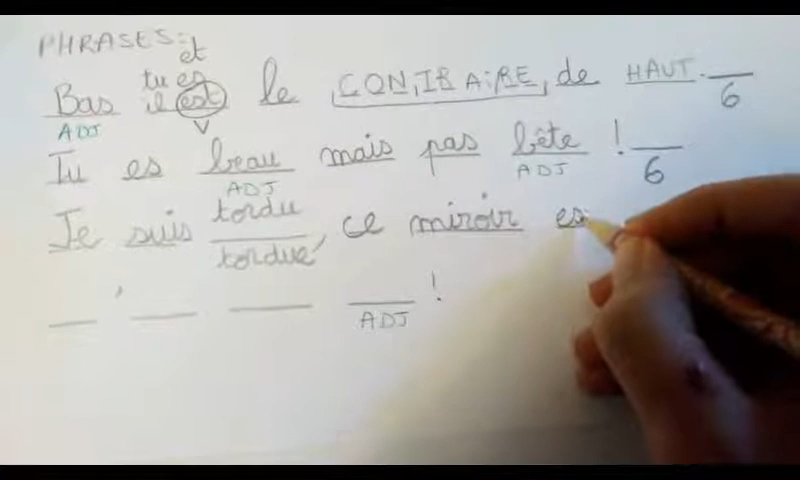 PHRASES:
et
tu es
Bas il est le CONTRAIRE de HAUT. 6
ADJ V
Tu es beau mais pas bête ! 6
ADJ ADJ
tordu
Je suis , ce miroir es
tordue
, !
ADJ